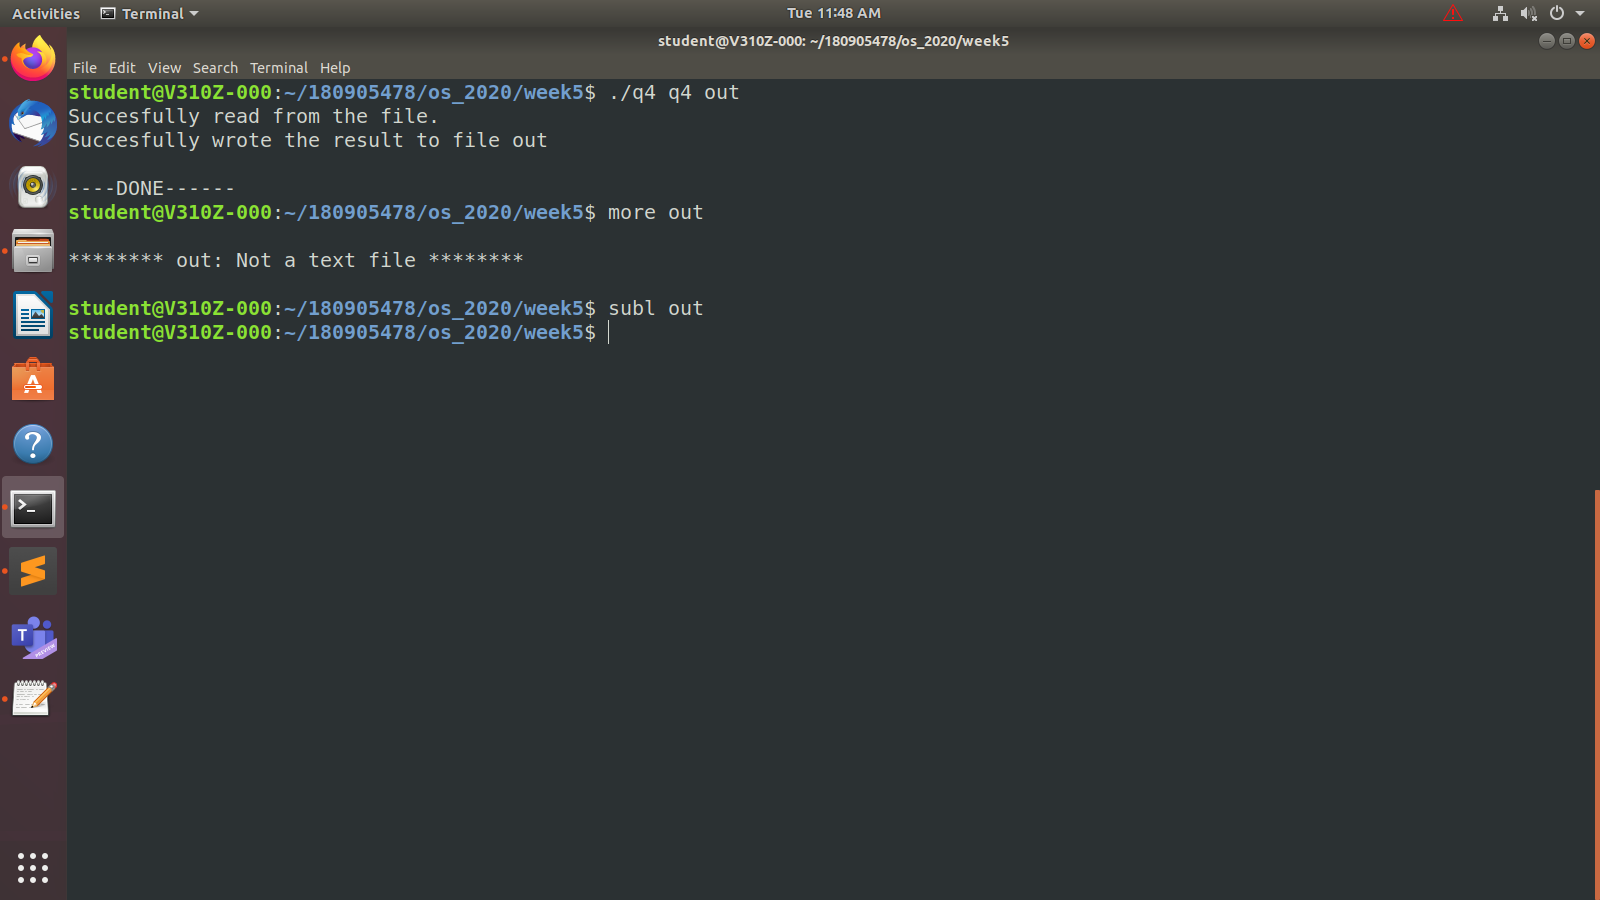 Activities Terminal Tue 11:48 AM
student@V310Z-000: ~/180905478/os_2020/week5
File Edit View Search Terminal Help
student@V310Z-000:~/180905478/os_2020/week5$ ./q4 q4 out
Succesfully read from the file.
Succesfully wrote the result to file out
----DONE------
student@V310Z-000:~/180905478/os_2020/week5$ more out
******** out: Not a text file ********
student@V310Z-000:~/180905478/os_2020/week5$ subl out
student@V310Z-000:~/180905478/os_2020/week5$
A
?
>_
T
PREVIEW